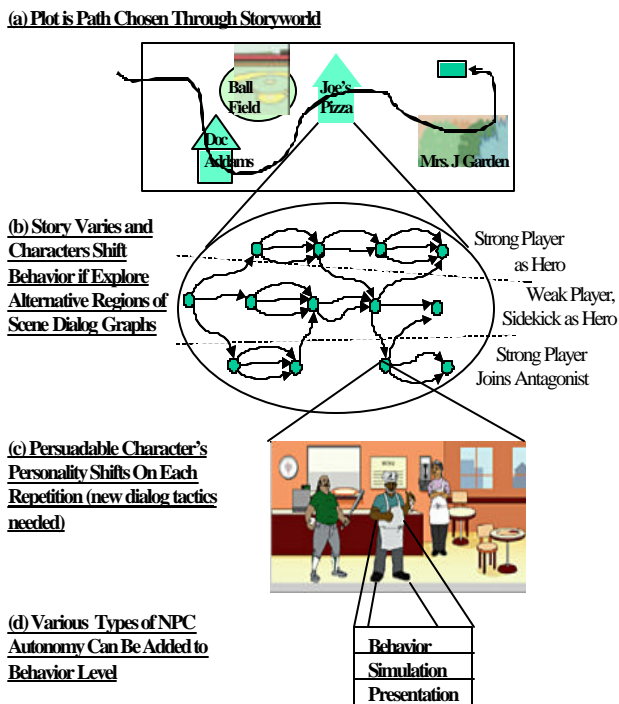 (a) Plot is Path Chosen Through Storyworld
Ball
Field
Joe's
Pizza
Doc
Addams
Mrs. J Garden
(b) Story Varies and
Characters Shift
Behavior if Explore
Alternative Regions of
Scene Dialog Graphs
Strong Player
as Hero
Weak Player,
Sidekick as Hero
Strong Player
Joins Antagonist
(c) Persuadable Character's
Personality Shifts On Each
Repetition (new dialog tactics
needed)
MENU
(d) Various Types of NPC
Autonomy Can Be Added to
Behavior Level
Behavior
Simulation
Presentation